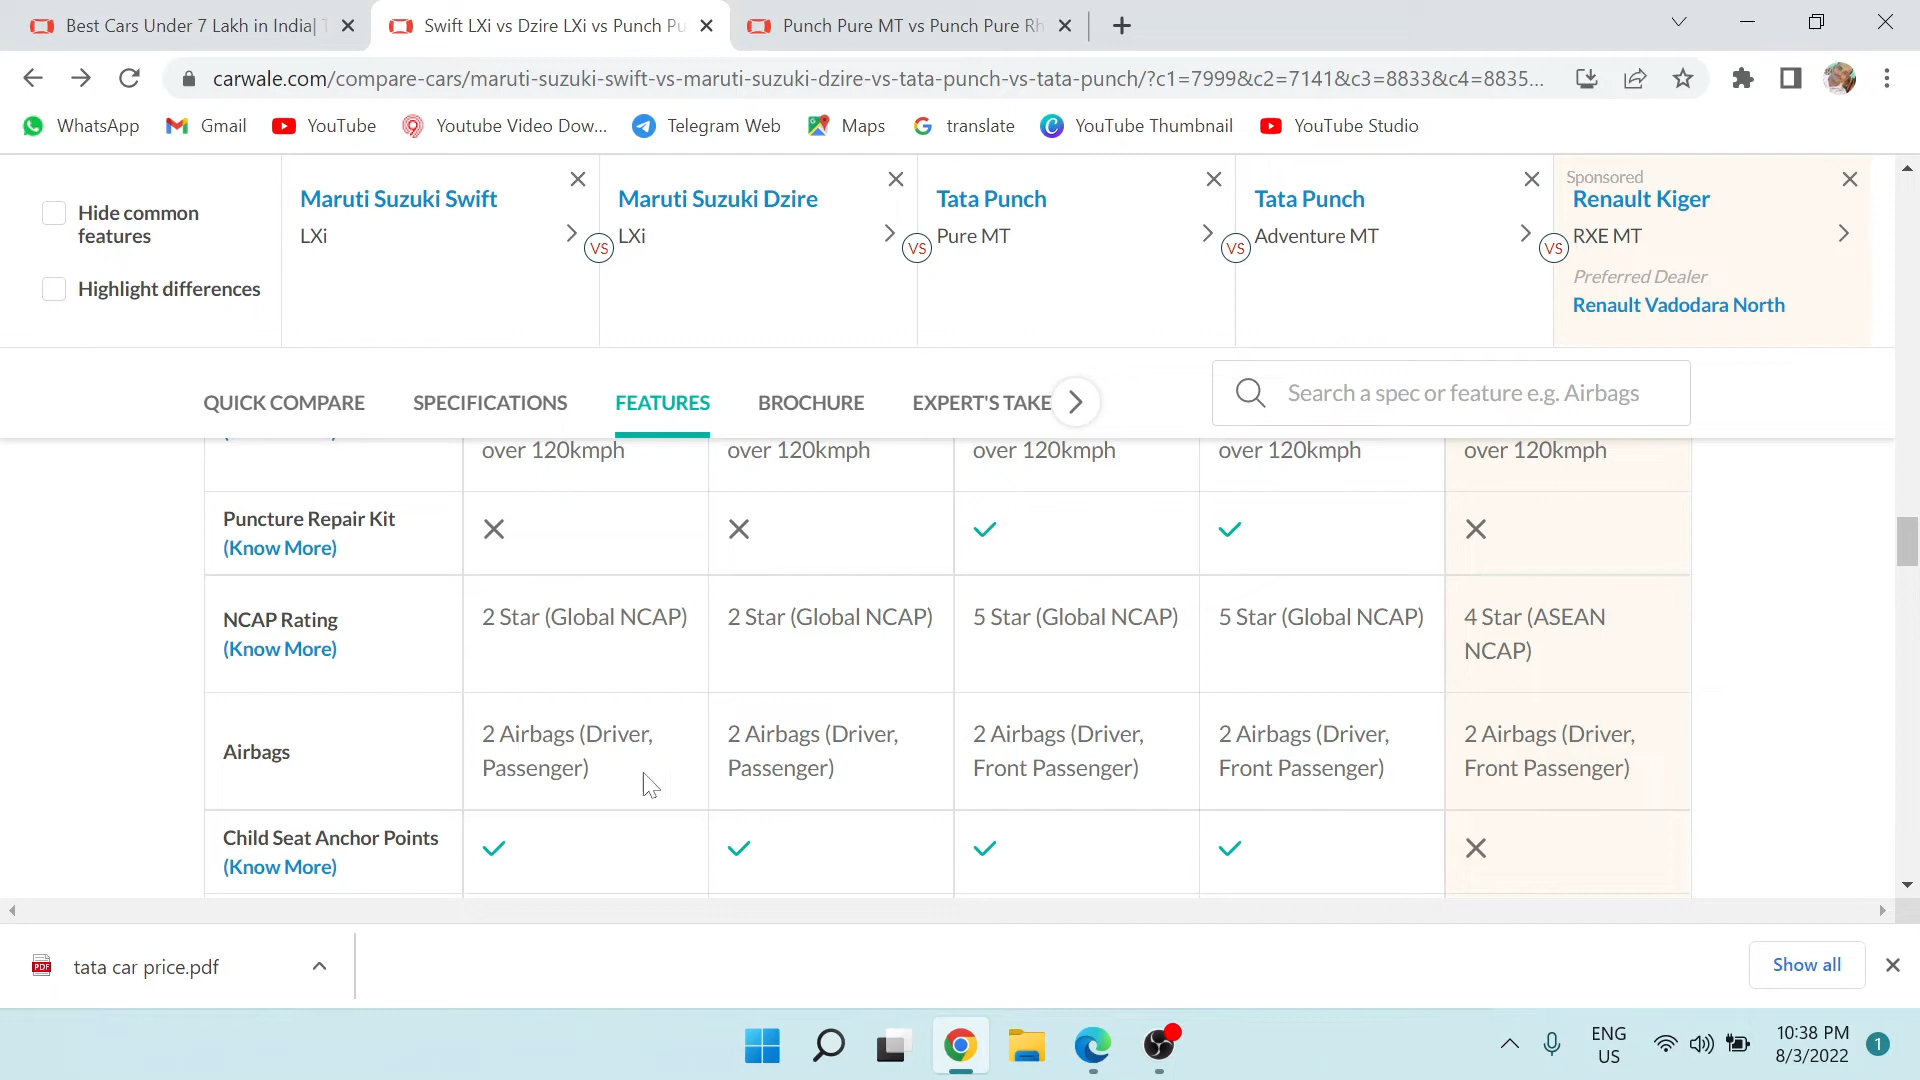 Best Cars Under 7 Lakh in India| T
Swift LXi vs Dzire LXi vs Punch Pu
Punch Pure MT vs Punch Pure Rh
carwale.com/compare-cars/maruti-suzuki-swift-vs-maruti-suzuki-dzire-vs-tata-punch-vs-tata-punch/?c1=7999&c2=7141&c3=8833&c4=8835...
WhatsApp Gmail YouTube Youtube Video Dow... Telegram Web Maps translate YouTube Thumbnail YouTube Studio
Hide common
features
Highlight differences
Maruti Suzuki Swift
LXi
VS
Maruti Suzuki Dzire
LXi
VS
Tata Punch
Pure MT
VS
Tata Punch
Adventure MT
VS
Sponsored
Renault Kiger
RXE MT
Preferred Dealer
Renault Vadodara North
QUICK COMPARE SPECIFICATIONS FEATURES BROCHURE EXPERT'S TAKE
Search a spec or feature e.g. Airbags
over 120kmph over 120kmph over 120kmph over 120kmph over 120kmph
Puncture Repair Kit
(Know More)
NCAP Rating
(Know More)
2 Star (Global NCAP) 2 Star (Global NCAP) 5 Star (Global NCAP) 5 Star (Global NCAP) 4 Star (ASEAN
NCAP)
Airbags
2 Airbags (Driver, 2 Airbags (Driver, 2 Airbags (Driver, 2 Airbags (Driver, 2 Airbags (Driver,
Passenger) Passenger) Front Passenger) Front Passenger) Front Passenger)
Child Seat Anchor Points
(Know More)
PDF
tata car price.pdf
Show all
ENG
US
10:38 PM
8/3/2022
1